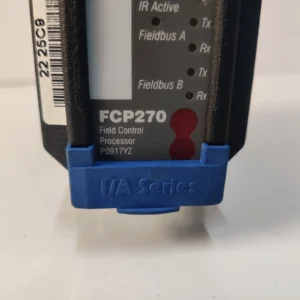 IR Active
Tx
Fieldbus A
Rx
Tx
Fieldbus B
Rx
22 25C9
FCP270
Field Control
Processor
P0917YZ
I/A Series